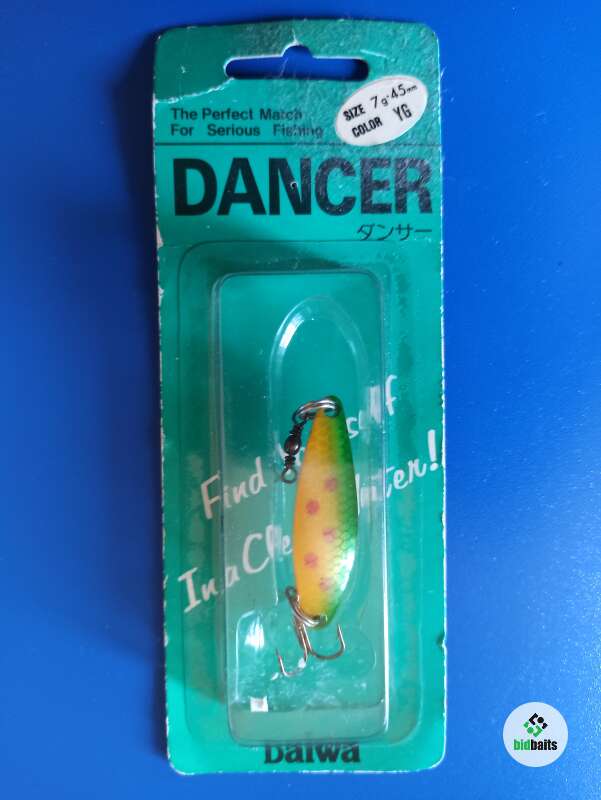 The Perfect Match
For Serious Fishing
SIZE 7g·45mm
COLOR YG
DANCER
ダンサー
Find
In a Cle
Daiwa
bidbaits